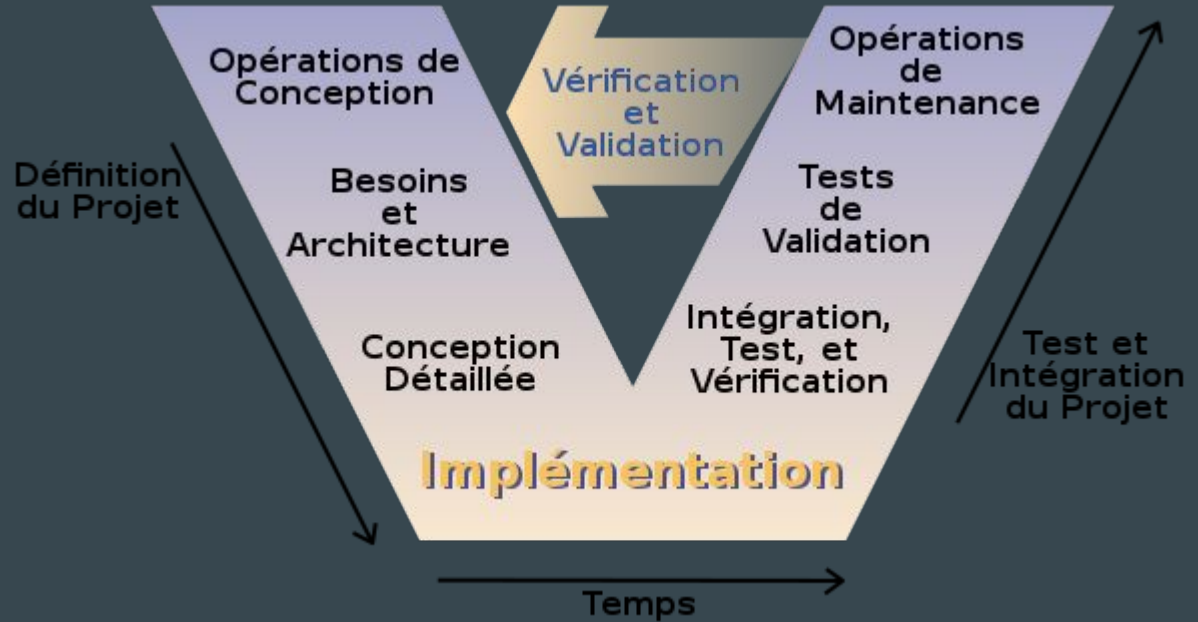 Opérations de
Conception
Vérification
et
Validation
Opérations
de
Maintenance
Définition
du Projet
Besoins
et
Architecture
Tests
de
Validation
Conception
Détaillée
Intégration,
Test, et
Vérification
Test et
Intégration
du Projet
Implémentation
Temps